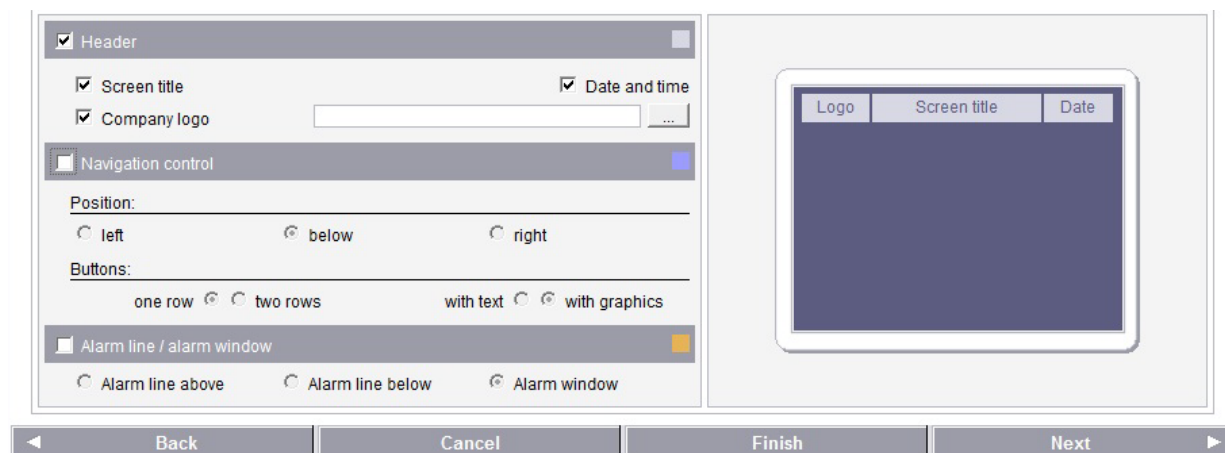 Header
Screen title Date and time
Company logo ...
Logo Screen title Date
Navigation control
Position:
left below right
Buttons:
one row two rows with text with graphics
Alarm line / alarm window
Alarm line above Alarm line below Alarm window
Back Cancel Finish Next